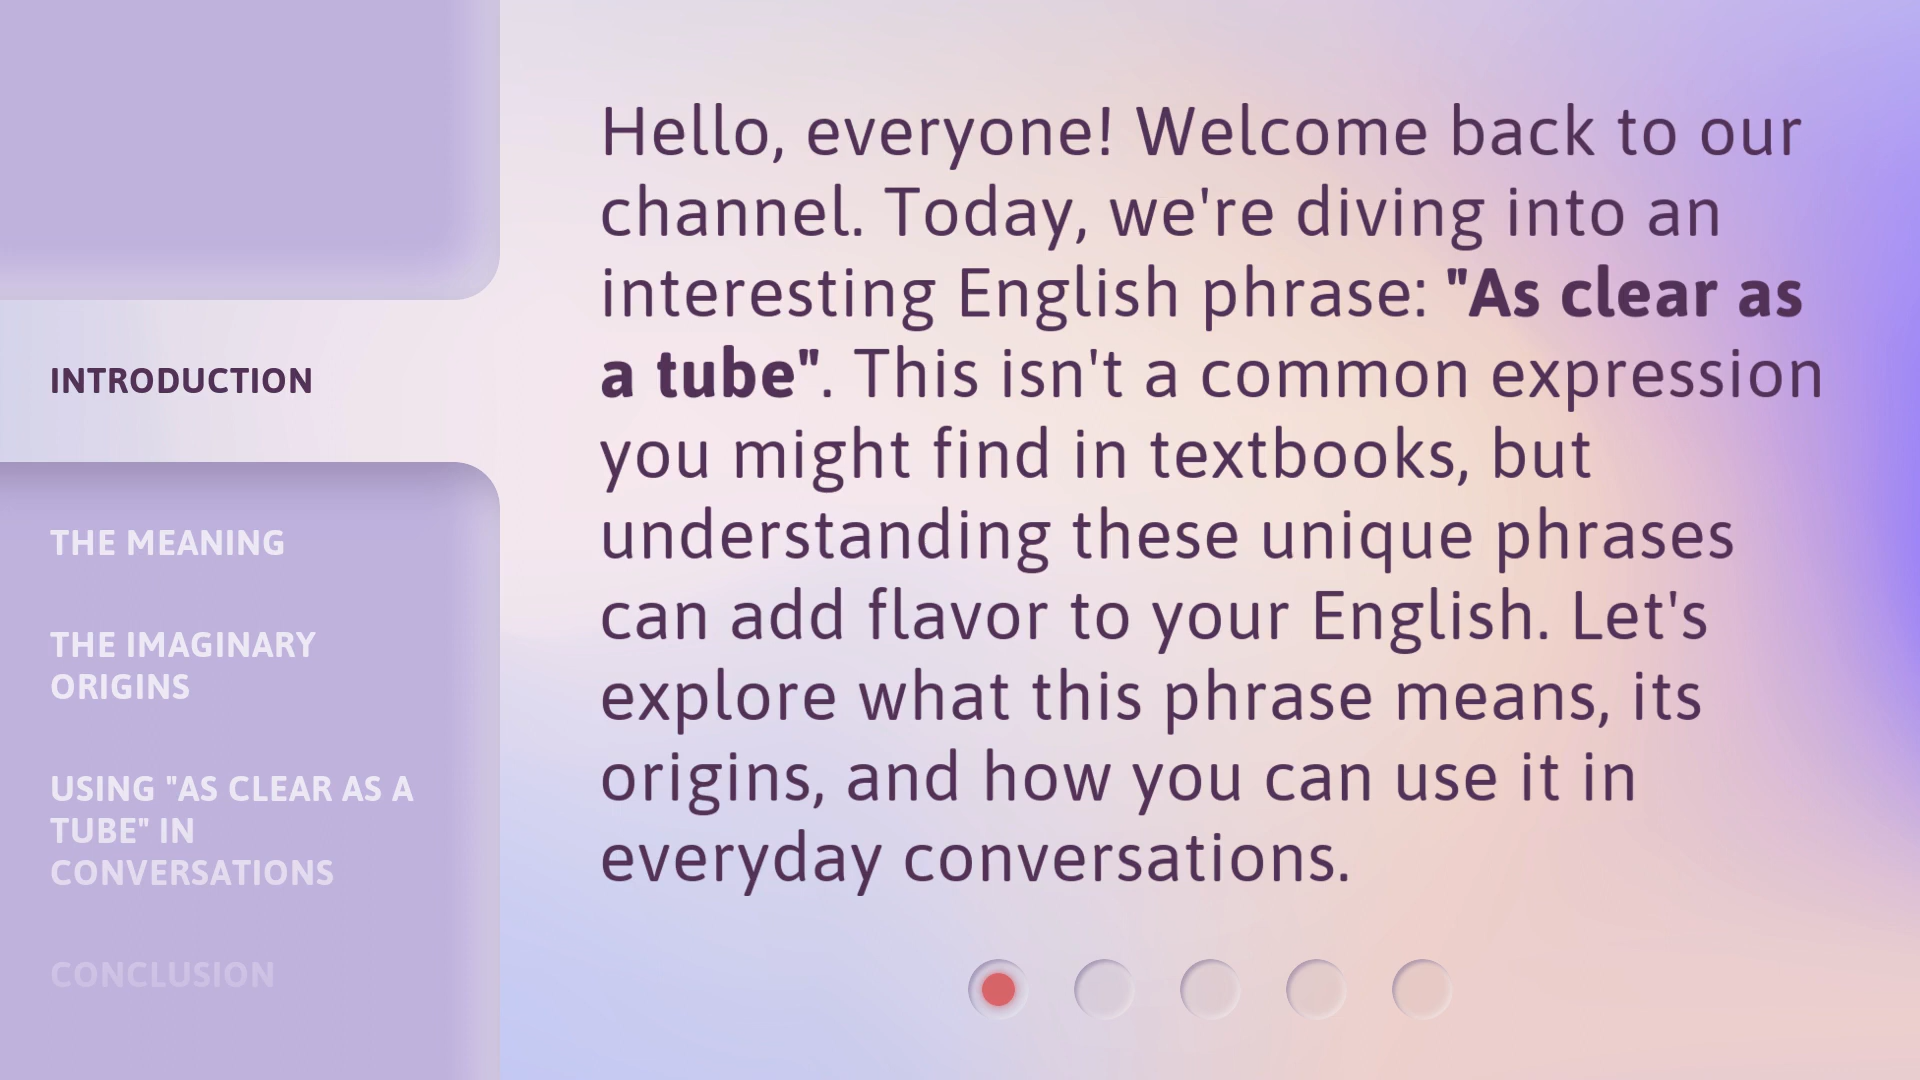 INTRODUCTION
THE MEANING
THE IMAGINARY
ORIGINS
USING "AS CLEAR AS A
TUBE" IN
CONVERSATIONS
CONCLUSION
Hello, everyone! Welcome back to our
channel. Today, we're diving into an
interesting English phrase: "As clear as
a tube". This isn't a common expression
you might find in textbooks, but
understanding these unique phrases
can add flavor to your English. Let's
explore what this phrase means, its
origins, and how you can use it in
everyday conversations.